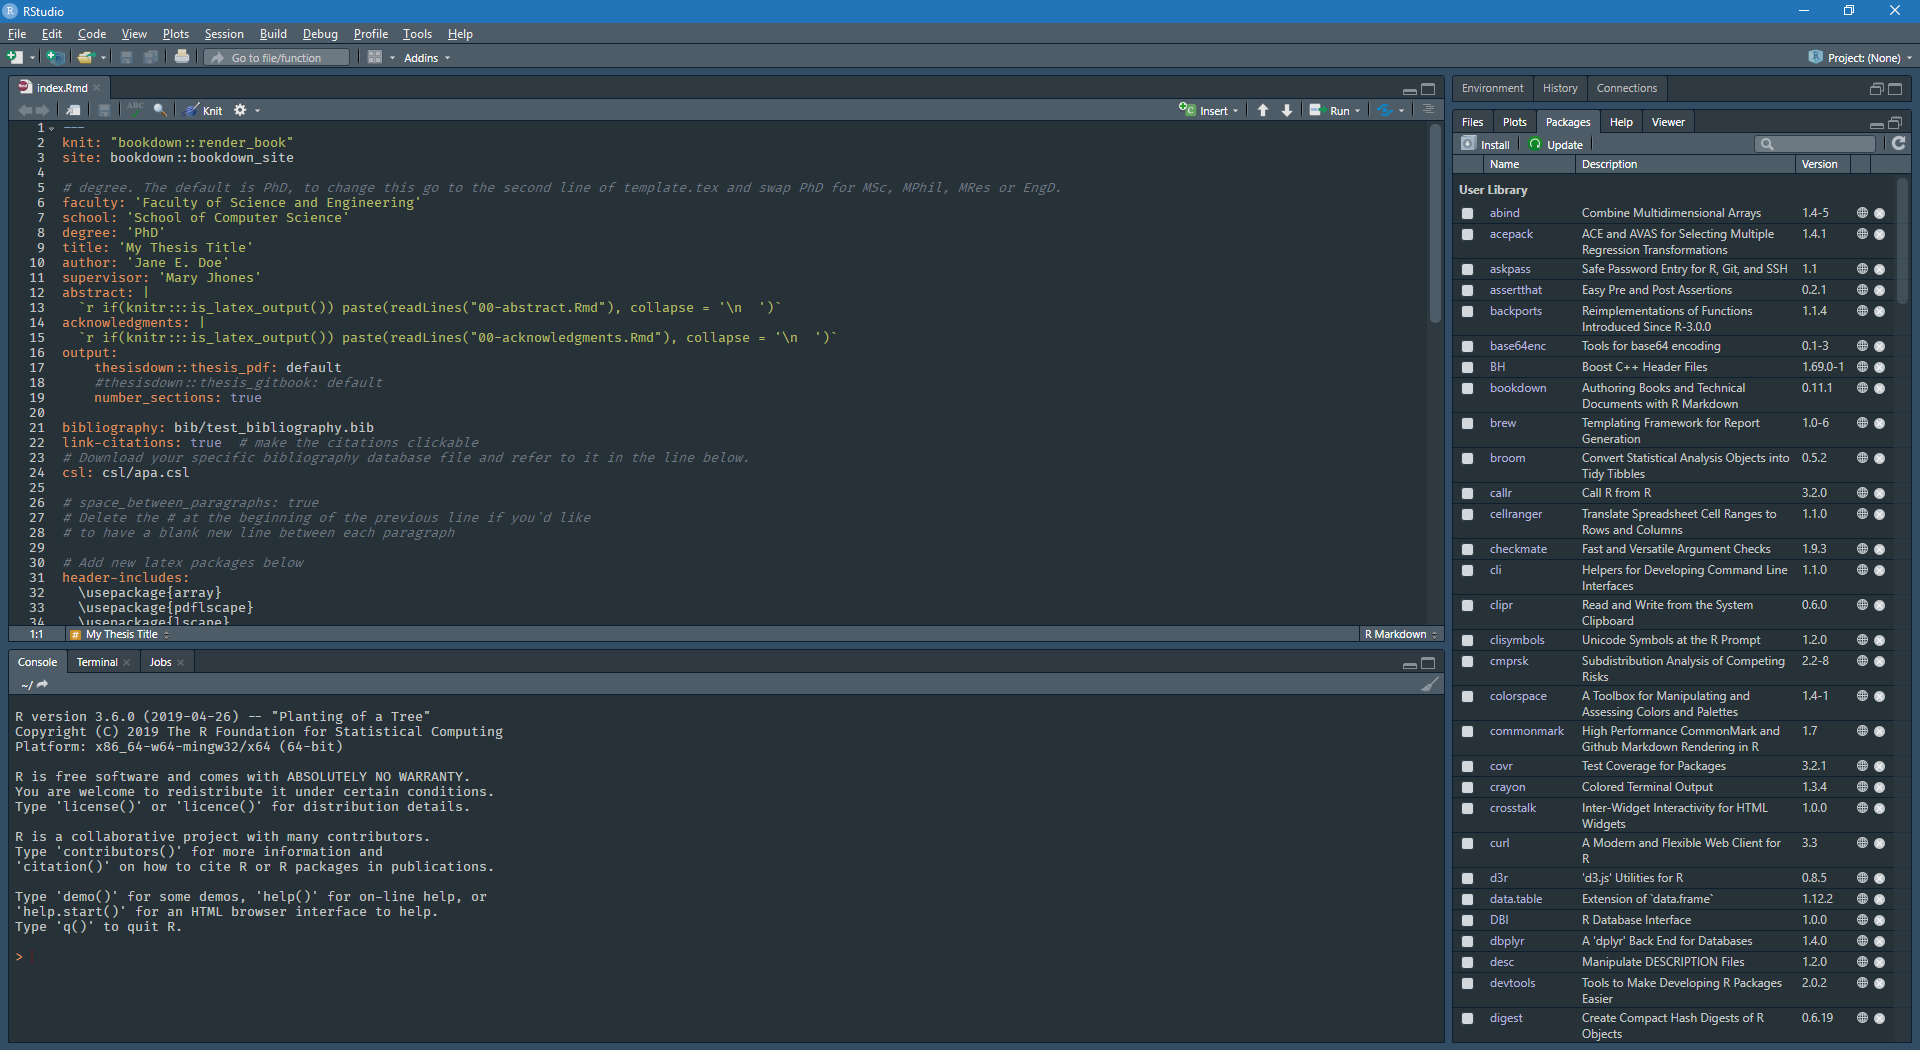 RStudio
File Edit Code View Plots Session Build Debug Profile Tools Help
Go to file/function Addins Project: (None)
index.Rmd
ABC Knit Insert Run
1 ---
2 knit: "bookdown::render_book"
3 site: bookdown::bookdown_site
4
5 # degree. The default is PhD, to change this go to the second line of template.tex and swap PhD for MSc, MPhil, MRes or EngD.
6 faculty: 'Faculty of Science and Engineering'
7 school: 'School of Computer Science'
8 degree: 'PhD'
9 title: 'My Thesis Title'
10 author: 'Jane E. Doe'
11 supervisor: 'Mary Jhones'
12 abstract: |
13 `r if(knitr:::is_latex_output()) paste(readLines("00-abstract.Rmd"), collapse = '\n  ')`
14 acknowledgments: |
15 `r if(knitr:::is_latex_output()) paste(readLines("00-acknowledgments.Rmd"), collapse = '\n  ')`
16 output:
17 thesisdown::thesis_pdf: default
18 #thesisdown::thesis_gitbook: default
19 number_sections: true
20
21 bibliography: bib/test_bibliography.bib
22 link-citations: true  # make the citations clickable
23 # Download your specific bibliography database file and refer to it in the line below.
24 csl: csl/apa.csl
25
26 # space_between_paragraphs: true
27 # Delete the # at the beginning of the previous line if you'd like
28 # to have a blank new line between each paragraph
29
30 # Add new latex packages below
31 header-includes:
32 \usepackage{array}
33 \usepackage{pdflscape}
34 \usepackage{lscape}
1:1 # My Thesis Title R Markdown
Console Terminal Jobs
~/
R version 3.6.0 (2019-04-26) -- "Planting of a Tree"
Copyright (C) 2019 The R Foundation for Statistical Computing
Platform: x86_64-w64-mingw32/x64 (64-bit)
R is free software and comes with ABSOLUTELY NO WARRANTY.
You are welcome to redistribute it under certain conditions.
Type 'license()' or 'licence()' for distribution details.
R is a collaborative project with many contributors.
Type 'contributors()' for more information and
'citation()' on how to cite R or R packages in publications.
Type 'demo()' for some demos, 'help()' for on-line help, or
'help.start()' for an HTML browser interface to help.
Type 'q()' to quit R.
>
Environment History Connections
Files Plots Packages Help Viewer
Install Update
Name Description Version
User Library
abind Combine Multidimensional Arrays 1.4-5
acepack ACE and AVAS for Selecting Multiple 1.4.1
Regression Transformations
askpass Safe Password Entry for R, Git, and SSH 1.1
assertthat Easy Pre and Post Assertions 0.2.1
backports Reimplementations of Functions 1.1.4
Introduced Since R-3.0.0
base64enc Tools for base64 encoding 0.1-3
BH Boost C++ Header Files 1.69.0-1
bookdown Authoring Books and Technical 0.11.1
Documents with R Markdown
brew Templating Framework for Report 1.0-6
Generation
broom Convert Statistical Analysis Objects into 0.5.2
Tidy Tibbles
callr Call R from R 3.2.0
cellranger Translate Spreadsheet Cell Ranges to 1.1.0
Rows and Columns
checkmate Fast and Versatile Argument Checks 1.9.3
cli Helpers for Developing Command Line 1.1.0
Interfaces
clipr Read and Write from the System 0.6.0
Clipboard
clisymbols Unicode Symbols at the R Prompt 1.2.0
cmprsk Subdistribution Analysis of Competing 2.2-8
Risks
colorspace A Toolbox for Manipulating and 1.4-1
Assessing Colors and Palettes
commonmark High Performance CommonMark and 1.7
Github Markdown Rendering in R
covr Test Coverage for Packages 3.2.1
crayon Colored Terminal Output 1.3.4
crosstalk Inter-Widget Interactivity for HTML 1.0.0
Widgets
curl A Modern and Flexible Web Client for 3.3
R
d3r 'd3.js' Utilities for R 0.8.5
data.table Extension of `data.frame` 1.12.2
DBI R Database Interface 1.0.0
dbplyr A 'dplyr' Back End for Databases 1.4.0
desc Manipulate DESCRIPTION Files 1.2.0
devtools Tools to Make Developing R Packages 2.0.2
Easier
digest Create Compact Hash Digests of R 0.6.19
Objects